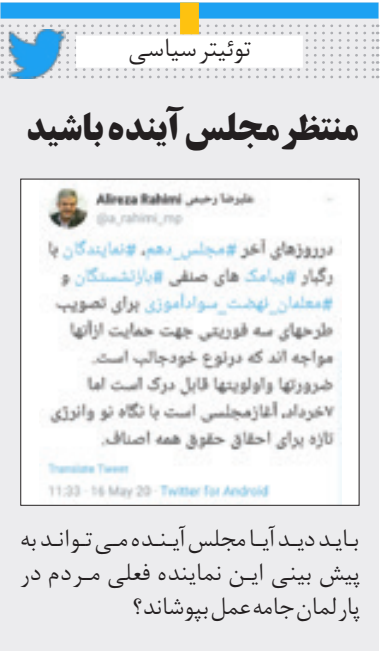 توئیتر سیاسی
منتظر مجلس آینده باشید
Alireza Rahimi علیرضا رحیمی
@a_rahimi_mp
درروزهای آخر #مجلس_دهم، #نمایندگان با
رگبار #پیامک های صنفی #بازنشستگان و
#معلمان_نهضت_سوادآموزی برای تصویب
طرحهای سه فوریتی جهت حمایت ازآنها
مواجه اند که درنوع خودجالب است.
ضرورتها واولویتها قابل درک است اما
۷خرداد، آغازمجلسی است با نگاه نو وانرژی
تازه برای احقاق حقوق همه اصناف.
Translate Tweet
11:33 · 16 May 20 · Twitter for Android
باید دید آیا مجلس آینده می تواند به
پیش بینی این نماینده فعلی مردم در
پارلمان جامه عمل بپوشاند؟